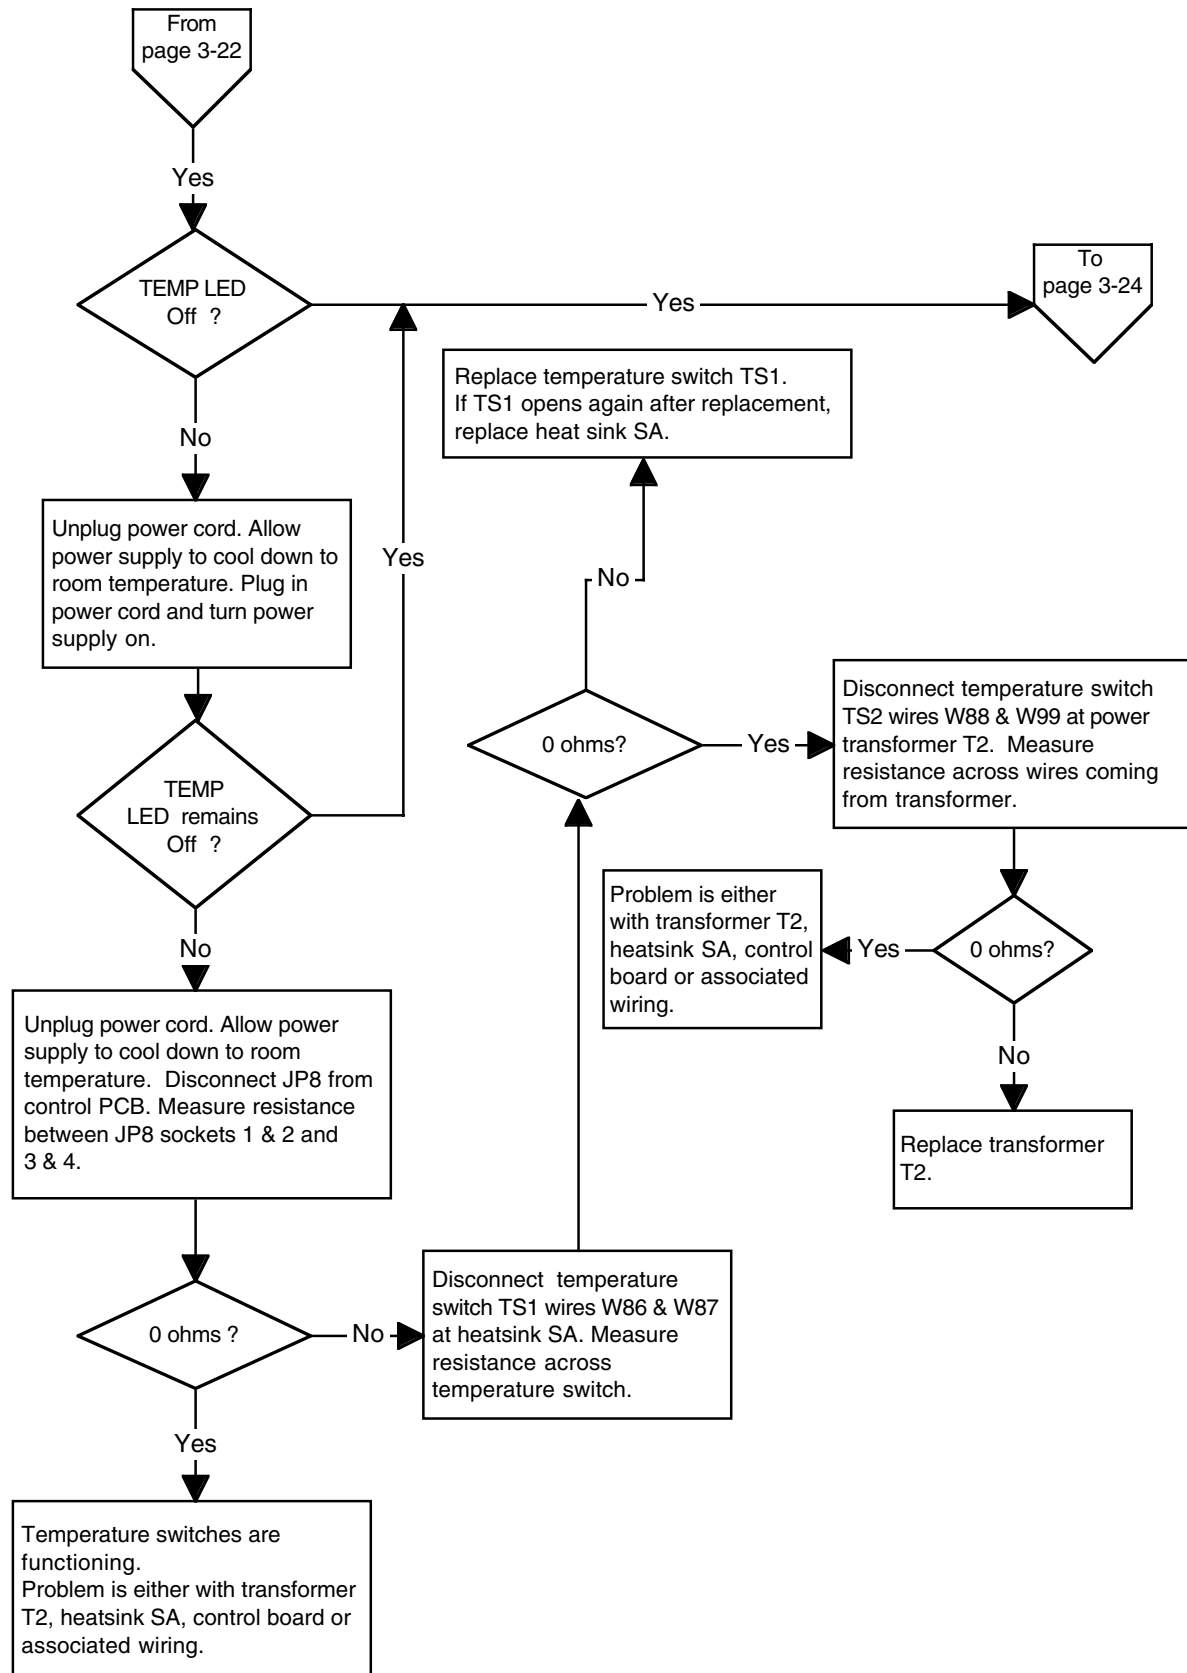 From
page 3-22
Yes
TEMP LED
Off ?
Yes
To
page 3-24
No
Unplug power cord. Allow
power supply to cool down to
room temperature. Plug in
power cord and turn power
supply on.
Yes
TEMP
LED remains
Off ?
No
Unplug power cord. Allow power
supply to cool down to room
temperature. Disconnect JP8 from
control PCB. Measure resistance
between JP8 sockets 1 & 2 and
3 & 4.
0 ohms ?
Yes
Temperature switches are
functioning.
Problem is either with transformer
T2, heatsink SA, control board or
associated wiring.
No
Disconnect temperature
switch TS1 wires W86 & W87
at heatsink SA. Measure
resistance across
temperature switch.
0 ohms?
No
Replace temperature switch TS1.
If TS1 opens again after replacement,
replace heat sink SA.
Yes
Disconnect temperature switch
TS2 wires W88 & W99 at power
transformer T2. Measure
resistance across wires coming
from transformer.
0 ohms?
Yes
Problem is either
with transformer T2,
heatsink SA, control
board or associated
wiring.
No
Replace transformer
T2.